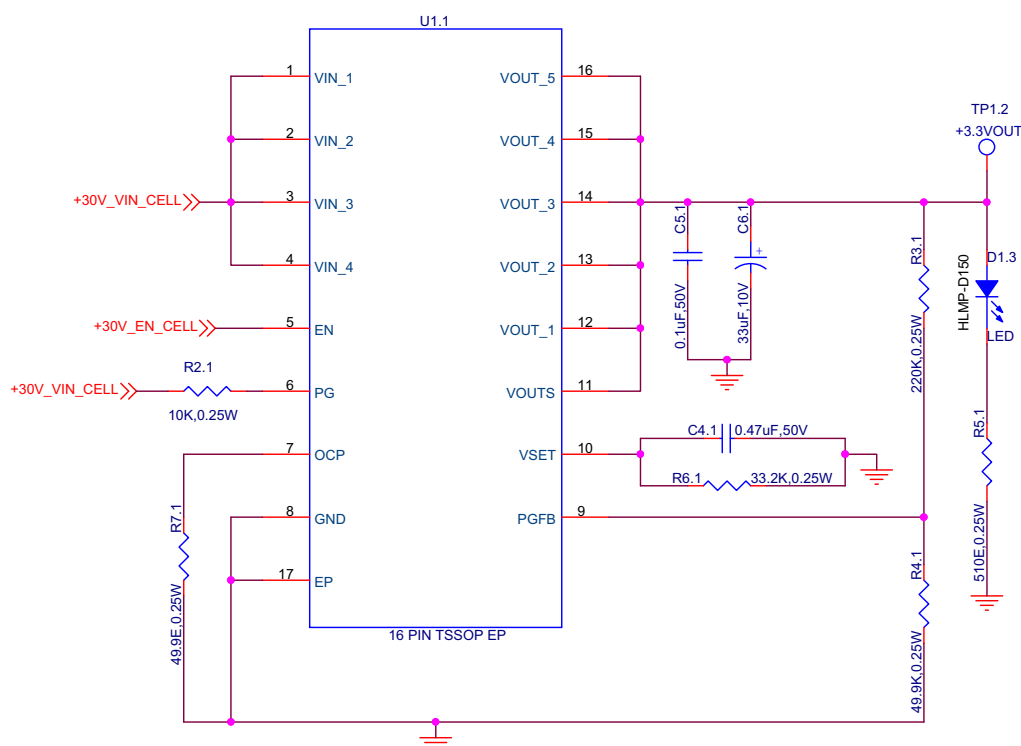 U1.1
1
VIN_1
VOUT_5
16
2
VIN_2
VOUT_4
15
TP1.2
+3.3VOUT
+30V_VIN_CELL
3
VIN_3
VOUT_3
14
C5.1
0.1uF,50V
C6.1
+
33uF,10V
R3.1
220K,0.25W
D1.3
HLMP-D150
LED
4
VIN_4
VOUT_2
13
+30V_EN_CELL
5
EN
VOUT_1
12
+30V_VIN_CELL
R2.1
10K,0.25W
6
PG
VOUTS
11
7
OCP
VSET
10
C4.1
0.47uF,50V
R6.1
33.2K,0.25W
R5.1
510E,0.25W
8
GND
PGFB
9
R7.1
49.9E,0.25W
17
EP
R4.1
49.9K,0.25W
16 PIN TSSOP EP